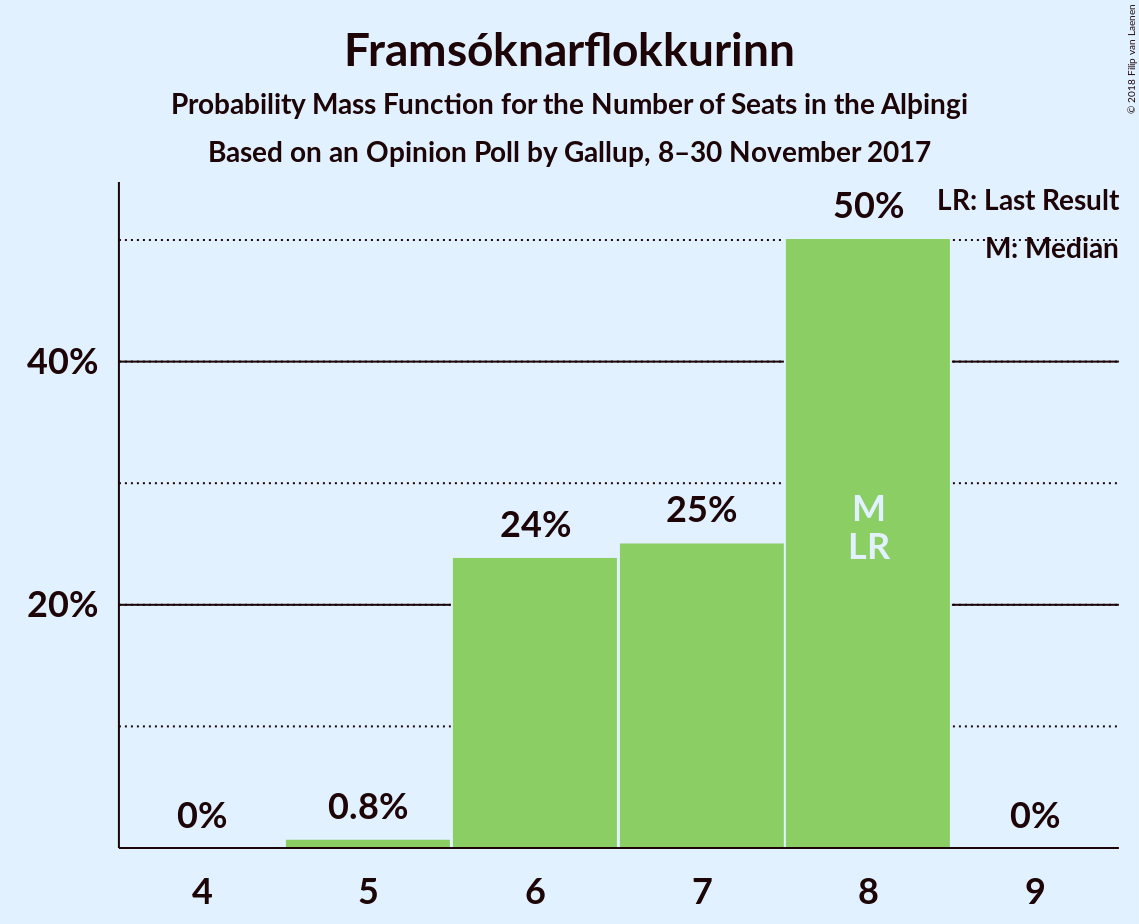 Framsóknarflokkurinn
Probability Mass Function for the Number of Seats in the Alþingi
Based on an Opinion Poll by Gallup, 8–30 November 2017
© 2018 Filip van Laenen
LR: Last Result
M: Median
50%
40%
25%
24%
M
LR
20%
0.8%
0%
0%
4 5 6 7 8 9